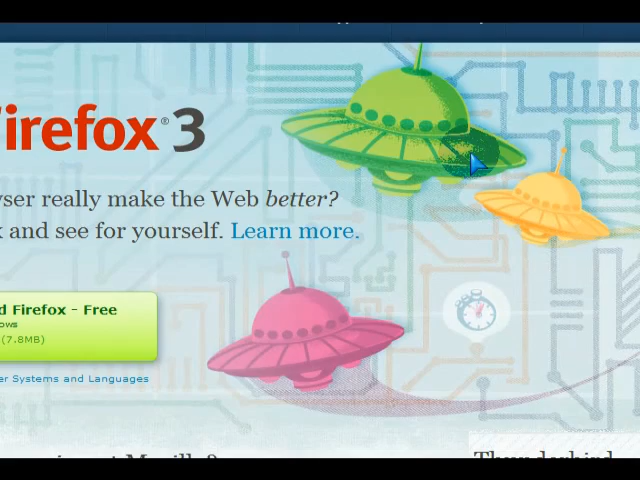 irefox® 3
wser really make the Web better?
and see for yourself. Learn more.
d Firefox - Free
ows
(7.8MB)
er Systems and Languages